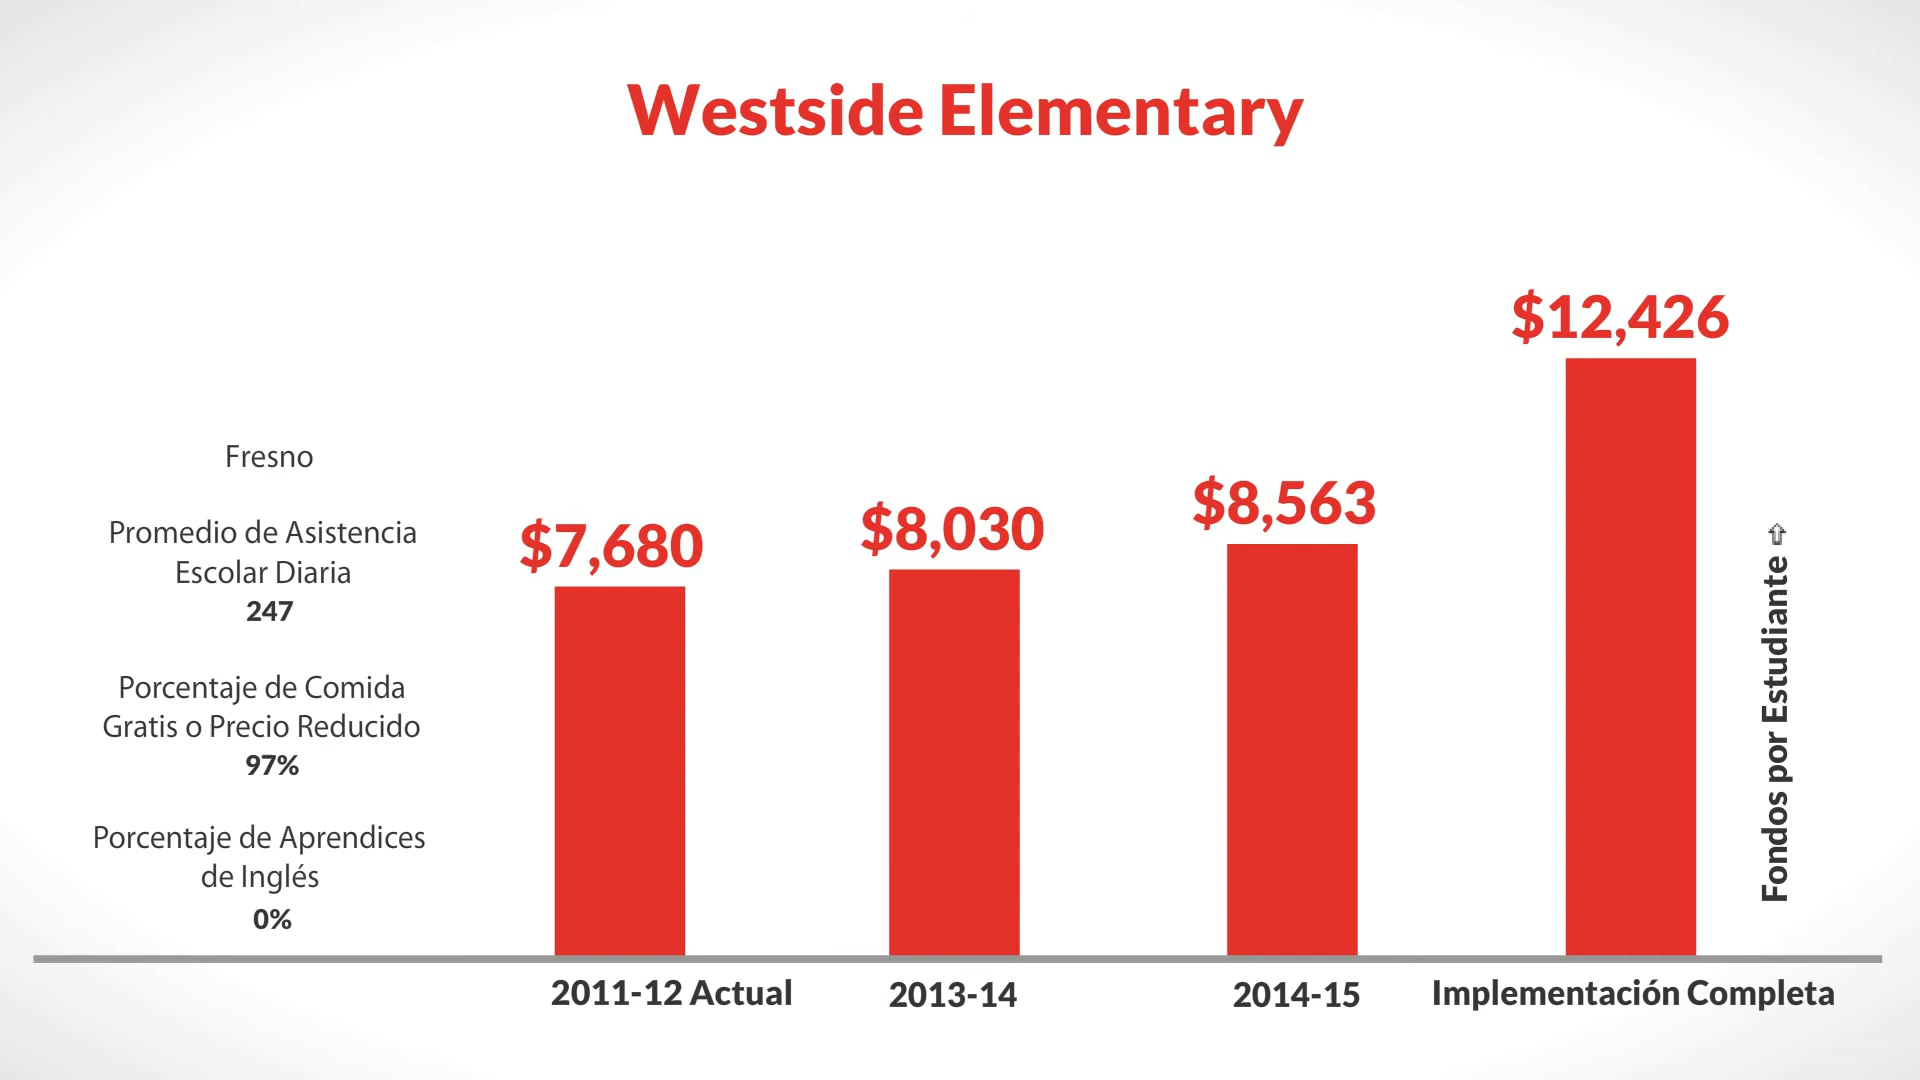 Westside Elementary
Fresno
Promedio de Asistencia
Escolar Diaria
247
Porcentaje de Comida
Gratis o Precio Reducido
97%
Porcentaje de Aprendices
de Inglés
0%
$7,680
$8,030
$8,563
$12,426
2011-12 Actual
2013-14
2014-15
Implementación Completa
Fondos por Estudiante ⇧